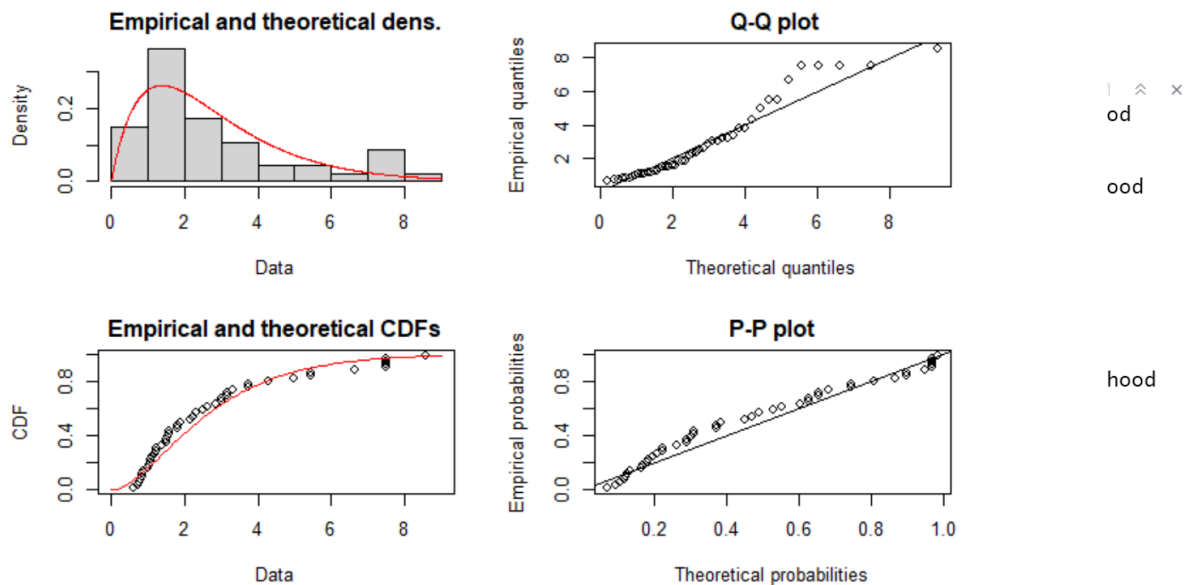 Empirical and theoretical dens.
Density
0.0 0.2
0 2 4 6 8
Data
Q-Q plot
Empirical quantiles
2 4 6 8
0 2 4 6 8
Theoretical quantiles
od
ood
Empirical and theoretical CDFs
CDF
0.0 0.4 0.8
0 2 4 6 8
Data
P-P plot
Empirical probabilities
0.0 0.4 0.8
0.2 0.4 0.6 0.8 1.0
Theoretical probabilities
hood